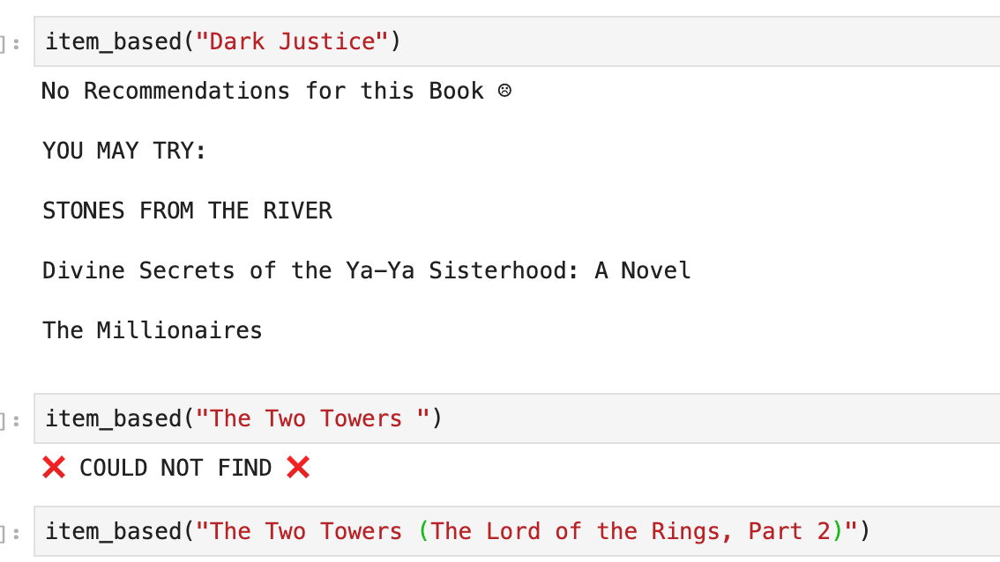 ]: item_based("Dark Justice")
No Recommendations for this Book ☹
YOU MAY TRY:
STONES FROM THE RIVER
Divine Secrets of the Ya-Ya Sisterhood: A Novel
The Millionaires
]: item_based("The Two Towers ")
❌ COULD NOT FIND ❌
]: item_based("The Two Towers (The Lord of the Rings, Part 2)")